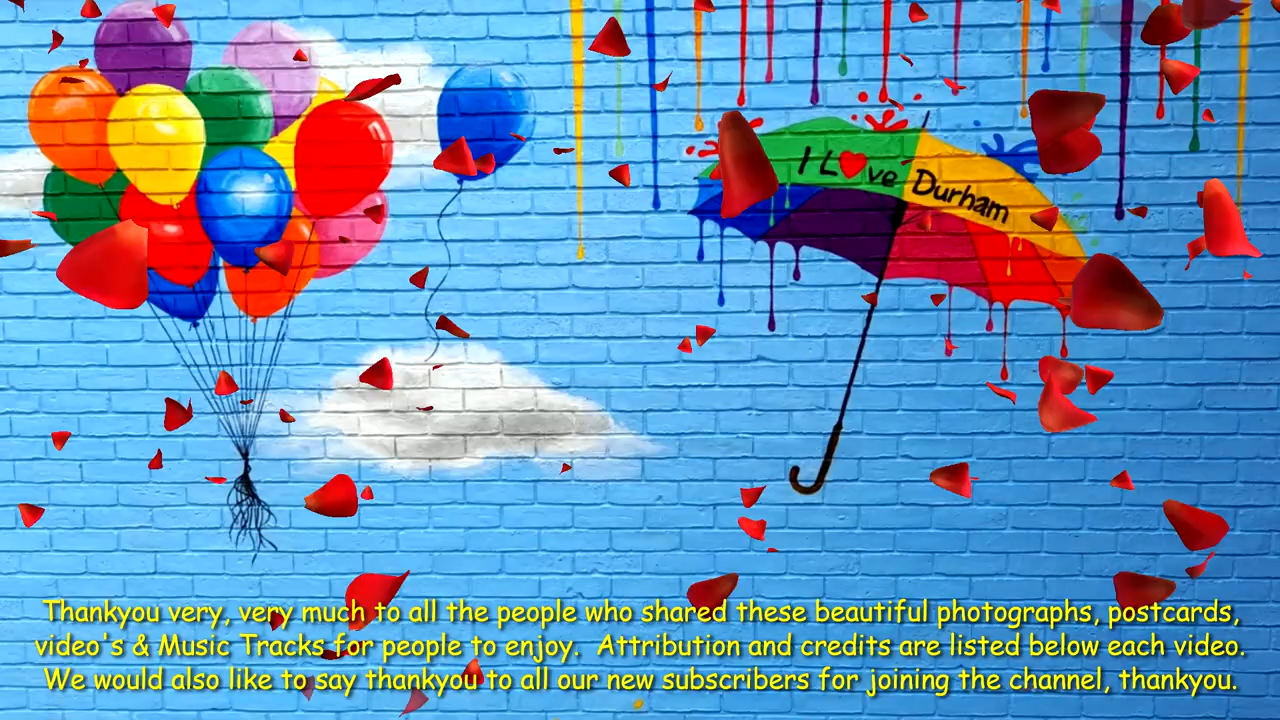 I Love Durham
Thankyou very, very much to all the people who shared these beautiful photographs, postcards,
video's & Music Tracks for people to enjoy. Attribution and credits are listed below each video.
We would also like to say thankyou to all our new subscribers for joining the channel, thankyou.